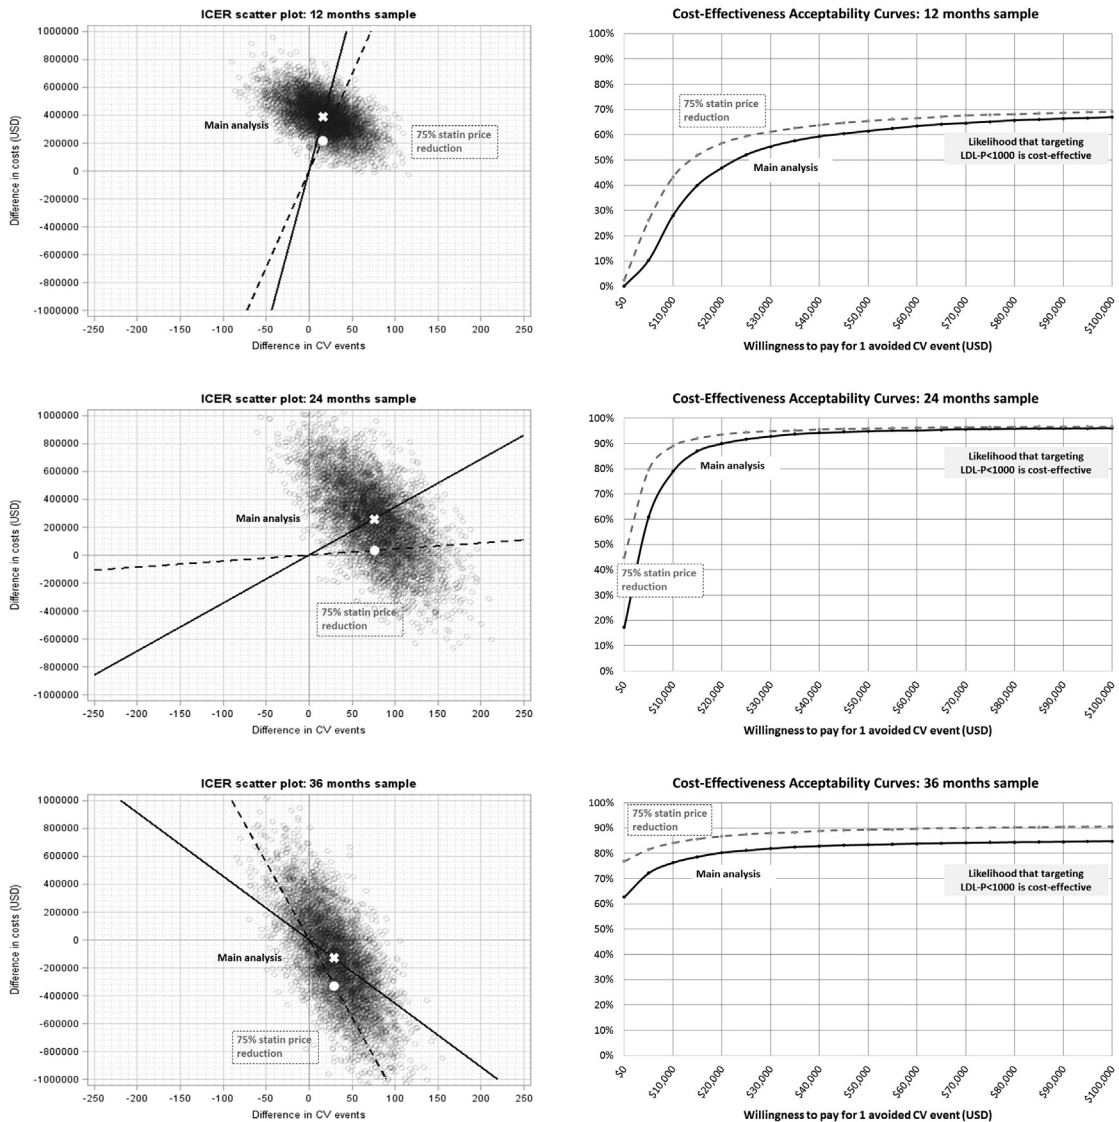 ICER scatter plot: 12 months sample
1000000
800000
600000
400000
200000
0
-200000
-400000
-600000
-800000
-1000000
Difference in costs (USD)
Main analysis
75% statin price
reduction
-250 -200 -150 -100 -50 0 50 100 150 200 250
Difference in CV events
Cost-Effectiveness Acceptability Curves: 12 months sample
100%
90%
80%
70%
60%
50%
40%
30%
20%
10%
0%
75% statin price
reduction
Main analysis
Likelihood that targeting
LDL-P<1000 is cost-effective
$0 $10,000 $20,000 $30,000 $40,000 $50,000 $60,000 $70,000 $80,000 $90,000 $100,000
Willingness to pay for 1 avoided CV event (USD)
ICER scatter plot: 24 months sample
1000000
800000
600000
400000
200000
0
-200000
-400000
-600000
-800000
-1000000
Difference in costs (USD)
Main analysis
75% statin price
reduction
-250 -200 -150 -100 -50 0 50 100 150 200 250
Difference in CV events
Cost-Effectiveness Acceptability Curves: 24 months sample
100%
90%
80%
70%
60%
50%
40%
30%
20%
10%
0%
Main analysis
Likelihood that targeting
LDL-P<1000 is cost-effective
75% statin price
reduction
$0 $10,000 $20,000 $30,000 $40,000 $50,000 $60,000 $70,000 $80,000 $90,000 $100,000
Willingness to pay for 1 avoided CV event (USD)
ICER scatter plot: 36 months sample
1000000
800000
600000
400000
200000
0
-200000
-400000
-600000
-800000
-1000000
Difference in costs (USD)
Main analysis
75% statin price
reduction
-250 -200 -150 -100 -50 0 50 100 150 200 250
Difference in CV events
Cost-Effectiveness Acceptability Curves: 36 months sample
100%
90%
80%
70%
60%
50%
40%
30%
20%
10%
0%
75% statin price
reduction
Main analysis
Likelihood that targeting
LDL-P<1000 is cost-effective
$0 $10,000 $20,000 $30,000 $40,000 $50,000 $60,000 $70,000 $80,000 $90,000 $100,000
Willingness to pay for 1 avoided CV event (USD)